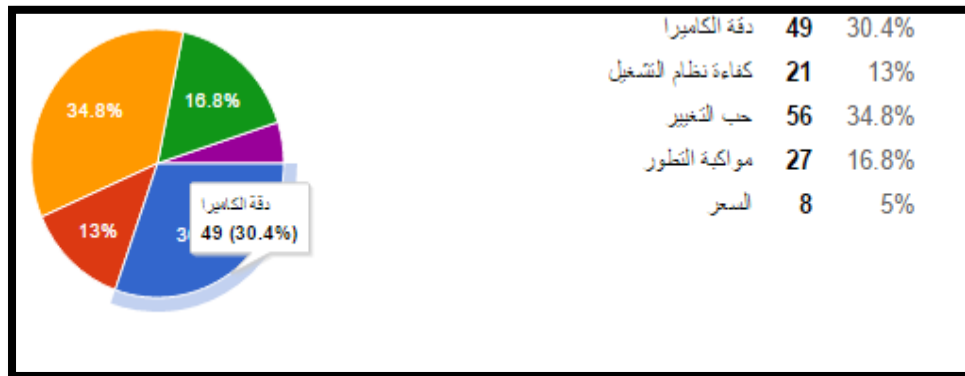 34.8%
16.8%
13%
دقة الكاميرا
49 (30.4%)
دقة الكاميرا 49 30.4%
كفاءة نظام التشغيل 21 13%
حب التغيير 56 34.8%
مواكبة التطور 27 16.8%
السعر 8 5%